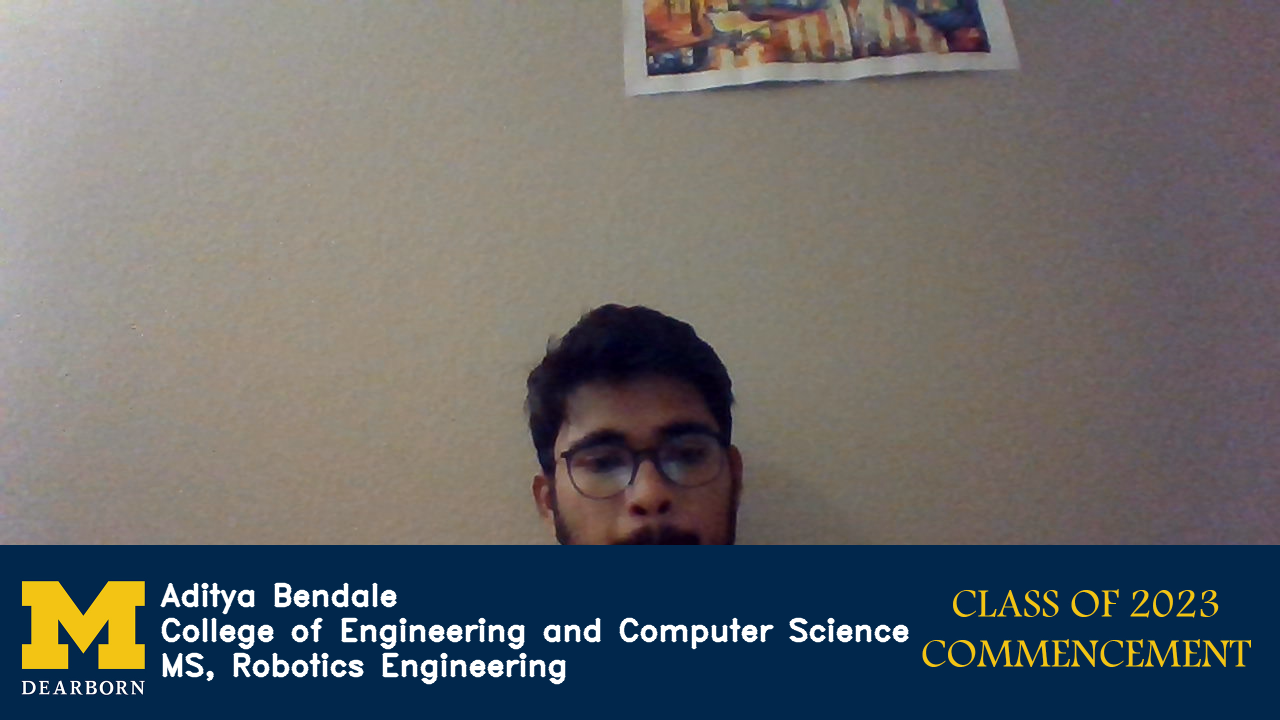 M
DEARBORN
Aditya Bendale
College of Engineering and Computer Science
MS, Robotics Engineering
CLASS OF 2023
COMMENCEMENT